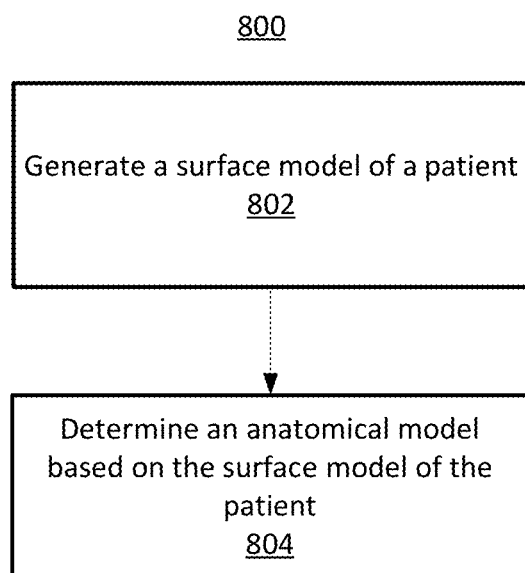 800
Generate a surface model of a patient
802
Determine an anatomical model
based on the surface model of the
patient
804